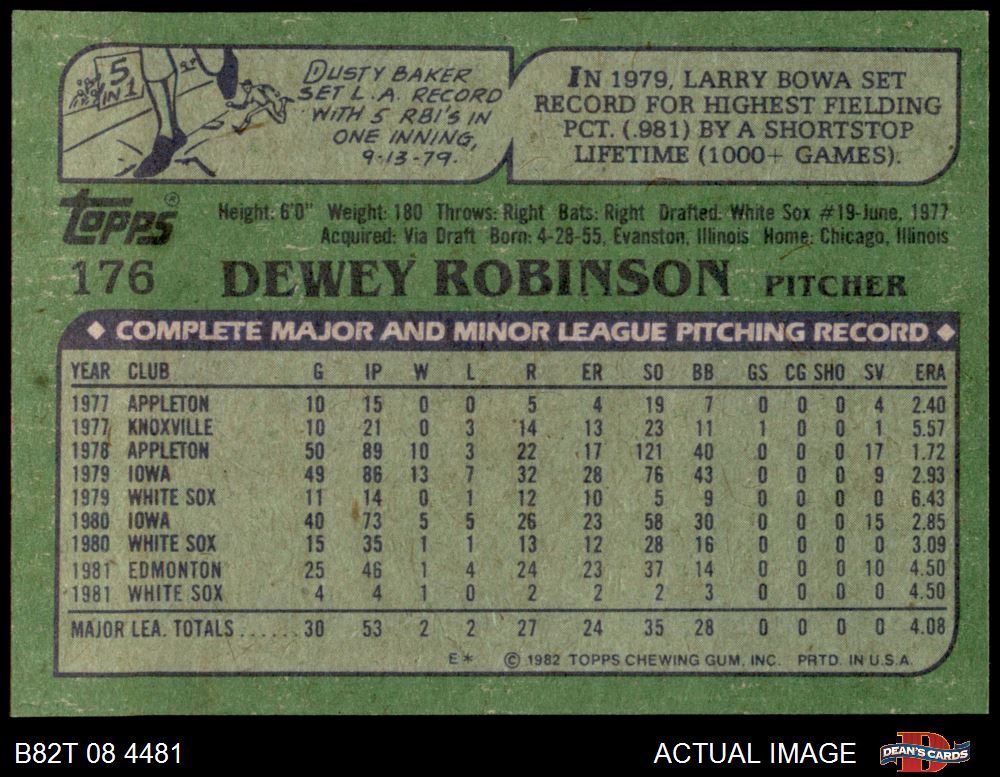 5
IN 1
DUSTY BAKER
SET L.A. RECORD
WITH 5 RBI'S IN
ONE INNING,
9-13-79.
IN 1979, LARRY BOWA SET
RECORD FOR HIGHEST FIELDING
PCT. (.981) BY A SHORTSTOP
LIFETIME (1000+ GAMES).
TOPPS®
Height: 6'0" Weight: 180 Throws: Right Bats: Right Drafted: White Sox #19-June, 1977
Acquired: Via Draft Born: 4-28-55, Evanston, Illinois Home: Chicago, Illinois
176 DEWEY ROBINSON PITCHER
◆ COMPLETE MAJOR AND MINOR LEAGUE PITCHING RECORD ◆
YEAR CLUB G IP W L R ER SO BB GS CG SHO SV ERA
1977 APPLETON 10 15 0 0 5 4 19 7 0 0 0 4 2.40
1977 KNOXVILLE 10 21 0 3 14 13 23 11 1 0 0 1 5.57
1978 APPLETON 50 89 10 3 22 17 121 40 0 0 0 17 1.72
1979 IOWA 49 86 13 7 32 28 76 43 0 0 0 9 2.93
1979 WHITE SOX 11 14 0 1 12 10 5 9 0 0 0 0 6.43
1980 IOWA 40 73 5 5 26 23 58 30 0 0 0 15 2.85
1980 WHITE SOX 15 35 1 1 13 12 28 16 0 0 0 0 3.09
1981 EDMONTON 25 46 1 4 24 23 37 14 0 0 0 10 4.50
1981 WHITE SOX 4 4 1 0 2 2 2 3 0 0 0 0 4.50
MAJOR LEA. TOTALS......30 53 2 2 27 24 35 28 0 0 0 0 4.08
E* © 1982 TOPPS CHEWING GUM, INC. PRTD. IN U.S.A.
B82T 08 4481 ACTUAL IMAGE D DEAN'S CARDS